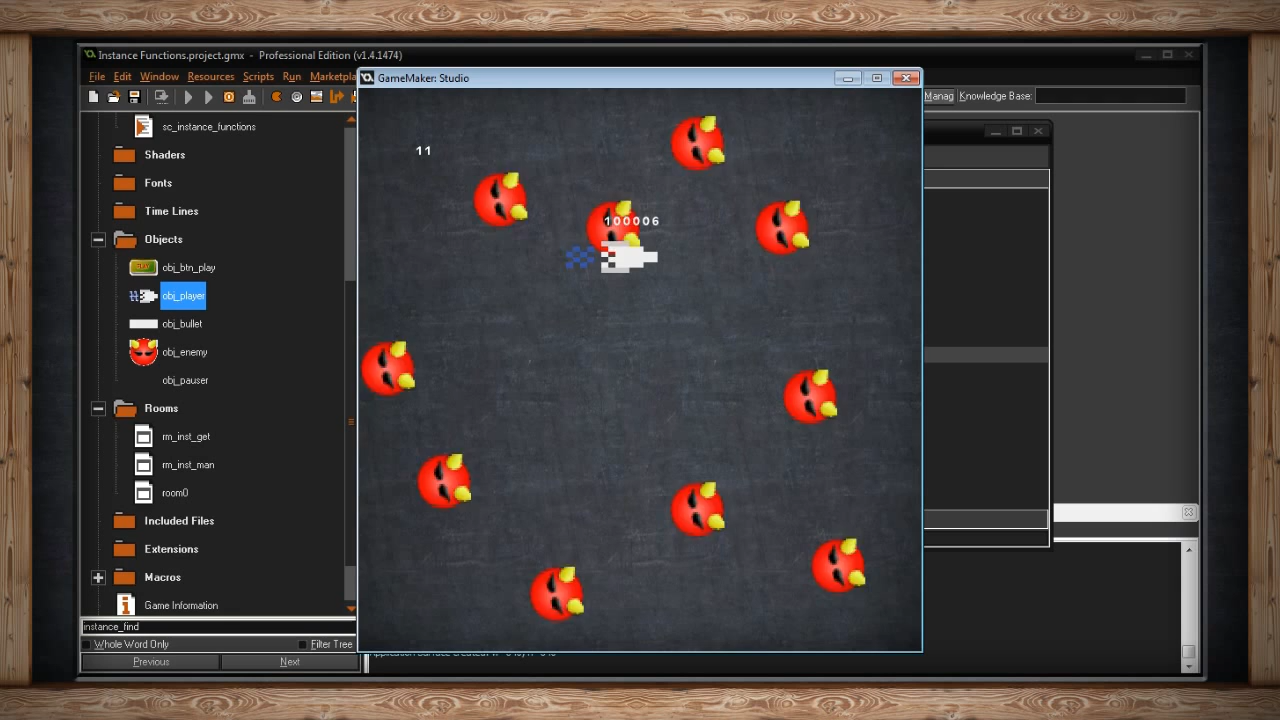 Instance Functions.project.gmx - Professional Edition (v1.4.1474)
File Edit Window Resources Scripts Run Marketpla
GameMaker: Studio
Manag Knowledge Base:
sc_instance_functions
Shaders
Fonts
Time Lines
Objects
obj_btn_play
obj_player
obj_bullet
obj_enemy
obj_pauser
Rooms
rm_inst_get
rm_inst_man
room0
Included Files
Extensions
Macros
Game Information
instance_find
Whole Word Only Filter Tree
Previous Next
11
100006